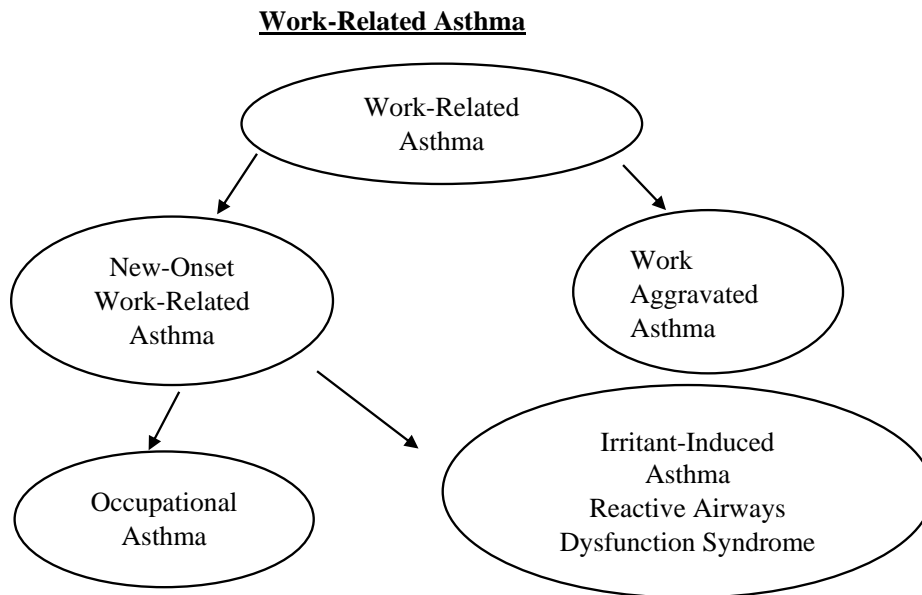 Work-Related Asthma
Work-Related
Asthma
New-Onset
Work-Related
Asthma
Work
Aggravated
Asthma
Occupational
Asthma
Irritant-Induced
Asthma
Reactive Airways
Dysfunction Syndrome